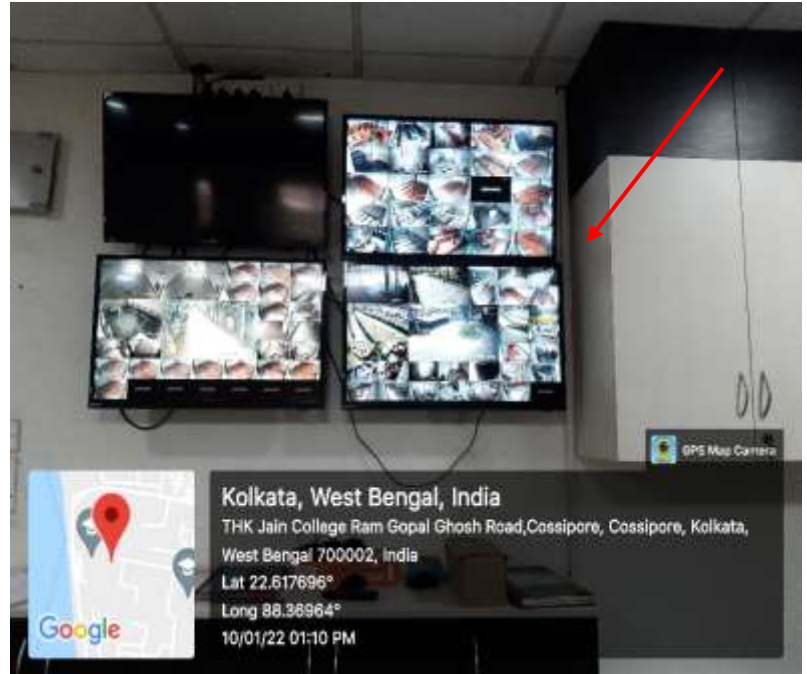 GPS Map Camera
Kolkata, West Bengal, India
THK Jain College Ram Gopal Ghosh Road,Cossipore, Cossipore, Kolkata,
West Bengal 700002, India
Lat 22.617696°
Long 88.36964°
10/01/22 01:10 PM
Google